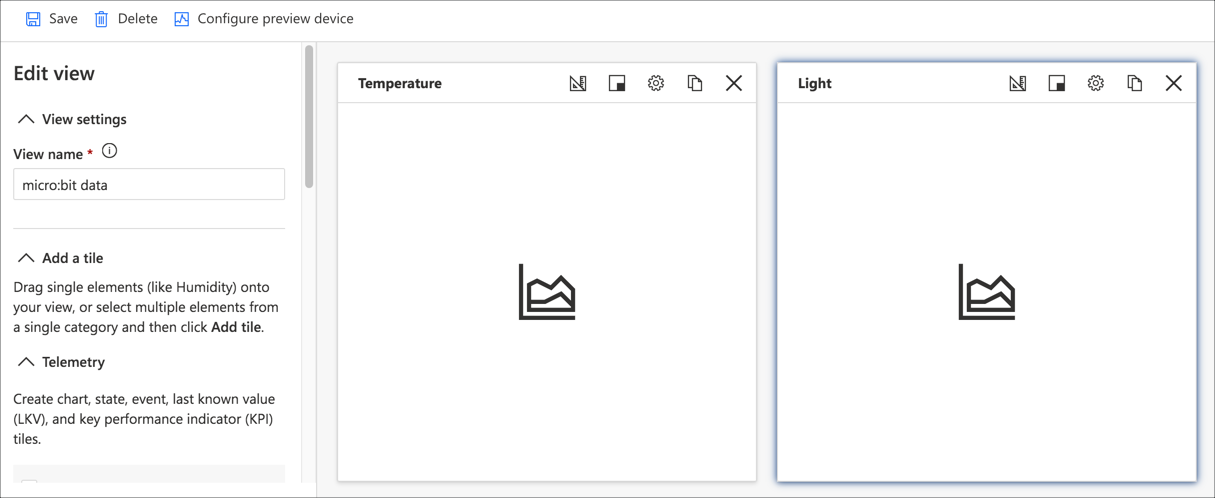 Save Delete Configure preview device
Edit view
View settings
View name *
micro:bit data
Add a tile
Drag single elements (like Humidity) onto
your view, or select multiple elements from
a single category and then click Add tile.
Telemetry
Create chart, state, event, last known value
(LKV), and key performance indicator (KPI)
tiles.
Temperature
Light